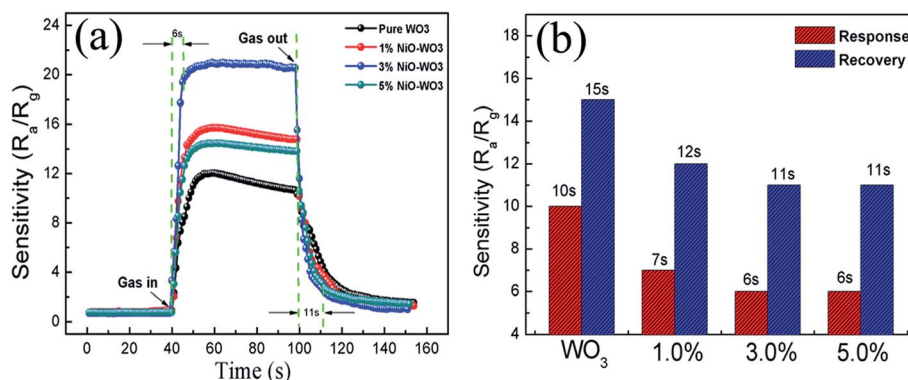 (a)
6s
Gas out
Pure WO3
1% NiO-WO3
3% NiO-WO3
5% NiO-WO3
Sensitivity (Ra/Rg)
24
20
16
12
8
4
0
Gas in
11s
0 20 40 60 80 100 120 140 160
Time (s)
(b)
Response
Recovery
Sensitivity (Ra/Rg)
18
16
14
12
10
8
6
4
10s
15s
7s
12s
6s
11s
6s
11s
WO3 1.0% 3.0% 5.0%